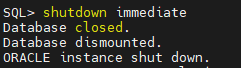 SQL> shutdown immediate
Database closed.
Database dismounted.
ORACLE instance shut down.